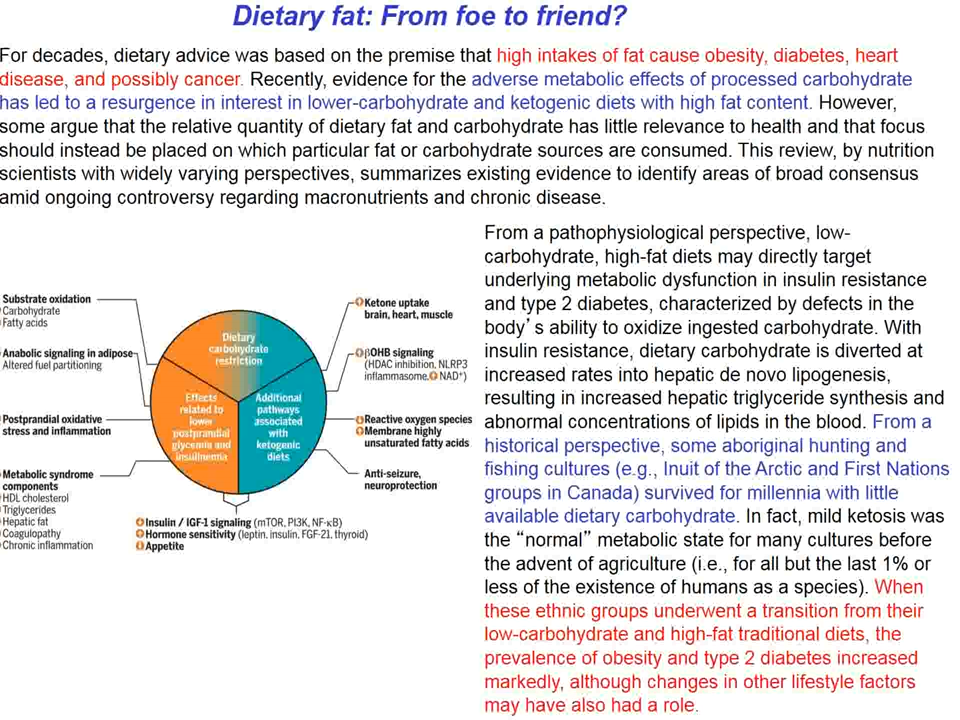 Dietary fat: From foe to friend?
For decades, dietary advice was based on the premise that high intakes of fat cause obesity, diabetes, heart
disease, and possibly cancer. Recently, evidence for the adverse metabolic effects of processed carbohydrate
has led to a resurgence in interest in lower-carbohydrate and ketogenic diets with high fat content. However,
some argue that the relative quantity of dietary fat and carbohydrate has little relevance to health and that focus
should instead be placed on which particular fat or carbohydrate sources are consumed. This review, by nutrition
scientists with widely varying perspectives, summarizes existing evidence to identify areas of broad consensus
amid ongoing controversy regarding macronutrients and chronic disease.
Substrate oxidation
Carbohydrate
Fatty acids
Anabolic signaling in adipose
Altered fuel partitioning
Postprandial oxidative
stress and inflammation
Metabolic syndrome
components
HDL cholesterol
Triglycerides
Hepatic fat
Coagulopathy
Chronic inflammation
Dietary
carbohydrate
restriction
Effects
related to
lower
postprandial
glycemia and
insulinemia
Additional
pathways
associated
with
ketogenic
diets
Ketone uptake
brain, heart, muscle
βOHB signaling
(HDAC inhibition, NLRP3
inflammasome, NAD+)
Reactive oxygen species
Membrane highly
unsaturated fatty acids
Anti-seizure,
neuroprotection
Insulin / IGF-1 signaling (mTOR, PI3K, NF-κB)
Hormone sensitivity (leptin, insulin, FGF-21, thyroid)
Appetite
From a pathophysiological perspective, low-
carbohydrate, high-fat diets may directly target
underlying metabolic dysfunction in insulin resistance
and type 2 diabetes, characterized by defects in the
body's ability to oxidize ingested carbohydrate. With
insulin resistance, dietary carbohydrate is diverted at
increased rates into hepatic de novo lipogenesis,
resulting in increased hepatic triglyceride synthesis and
abnormal concentrations of lipids in the blood. From a
historical perspective, some aboriginal hunting and
fishing cultures (e.g., Inuit of the Arctic and First Nations
groups in Canada) survived for millennia with little
available dietary carbohydrate. In fact, mild ketosis was
the “normal” metabolic state for many cultures before
the advent of agriculture (i.e., for all but the last 1% or
less of the existence of humans as a species). When
these ethnic groups underwent a transition from their
low-carbohydrate and high-fat traditional diets, the
prevalence of obesity and type 2 diabetes increased
markedly, although changes in other lifestyle factors
may have also had a role.